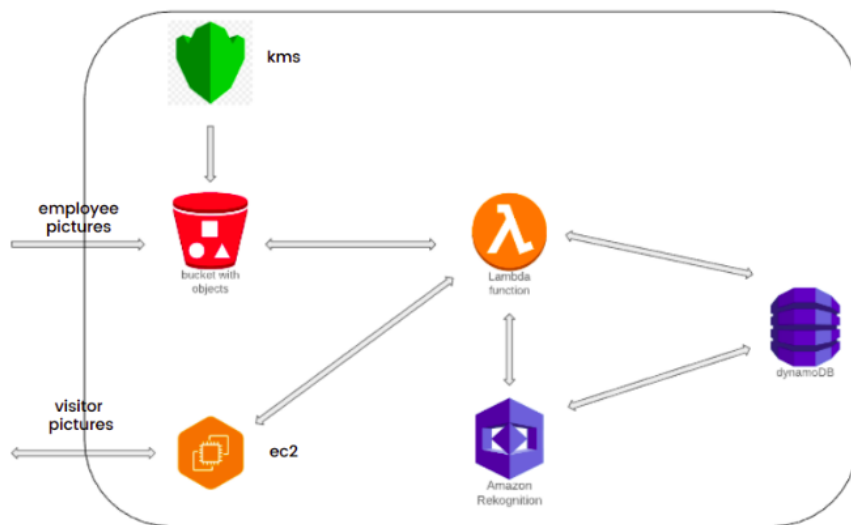 kms
employee
pictures
bucket with
objects
λ
Lambda
function
dynamoDB
visitor
pictures
ec2
Amazon
Rekognition